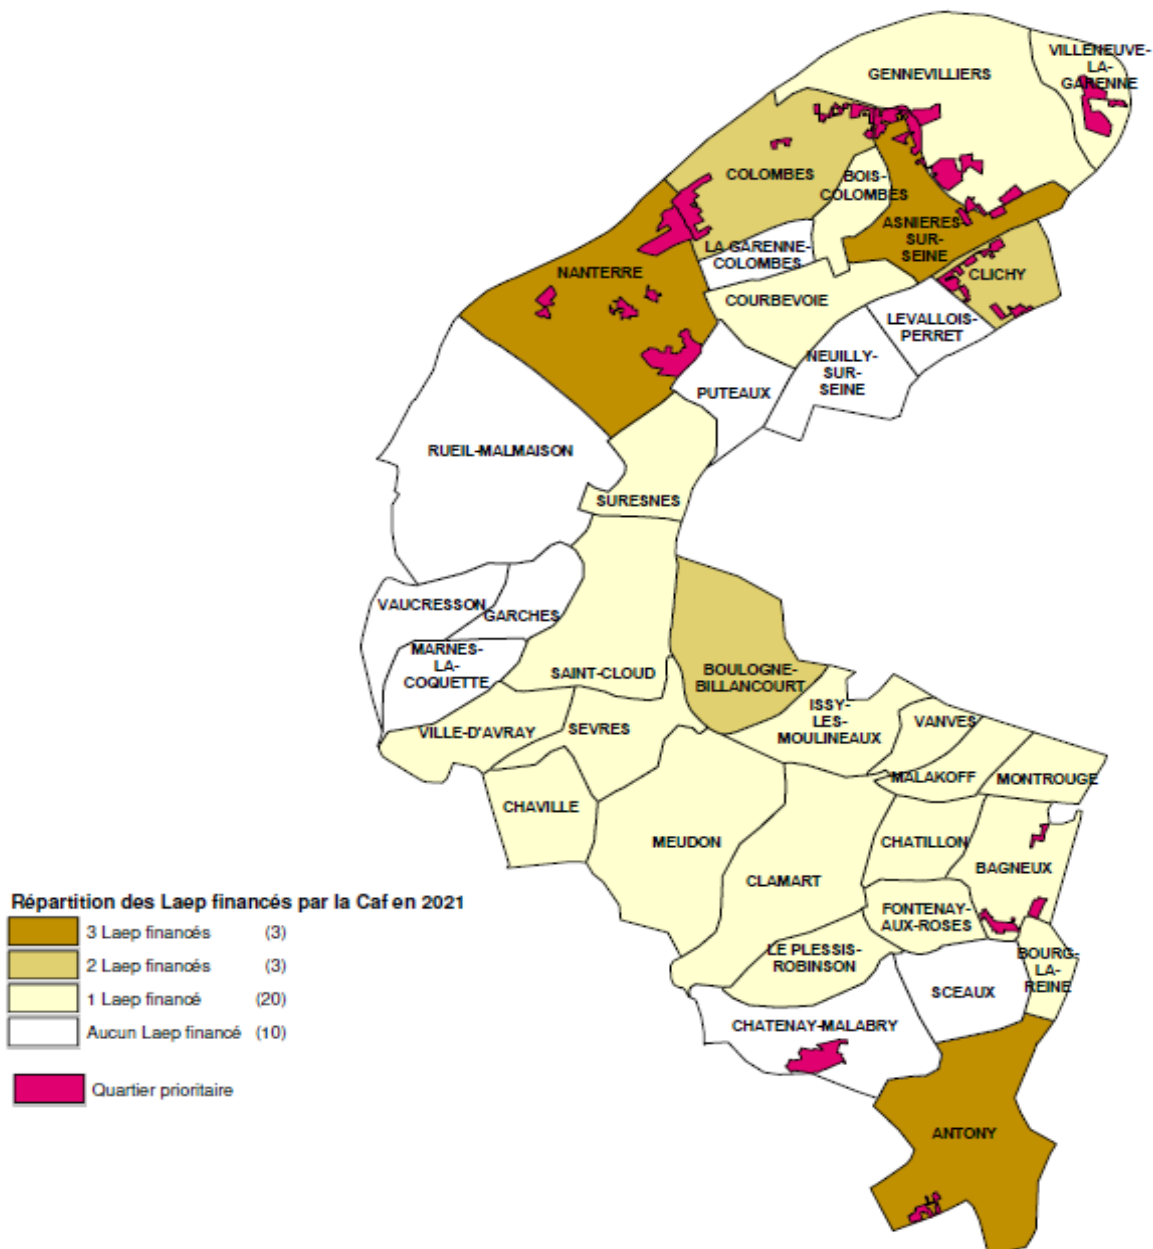 VILLENEUVE-
LA-
GARENNE
GENNEVILLIERS
COLOMBES
BOIS-
COLOMBES
ASNIERES-
SUR-
SEINE
LA GARENNE-
COLOMBES
NANTERRE
CLICHY
COURBEVOIE
LEVALLOIS-
PERRET
NEUILLY-
SUR-
SEINE
PUTEAUX
RUEIL-MALMAISON
SURESNES
VAUCRESSON
GARCHES
MARNES-
LA-
COQUETTE
SAINT-CLOUD
BOULOGNE-
BILLANCOURT
ISSY-
LES-
MOULINEAUX
VANVES
VILLE-D'AVRAY
SEVRES
MALAKOFF
MONTROUGE
CHAVILLE
MEUDON
CHATILLON
BAGNEUX
CLAMART
FONTENAY-
AUX-ROSES
LE PLESSIS-
ROBINSON
BOURG-
LA-
REINE
SCEAUX
CHATENAY-MALABRY
ANTONY
Répartition des Laep financés par la Caf en 2021
3 Laep financés (3)
2 Laep financés (3)
1 Laep financé (20)
Aucun Laep financé (10)
Quartier prioritaire